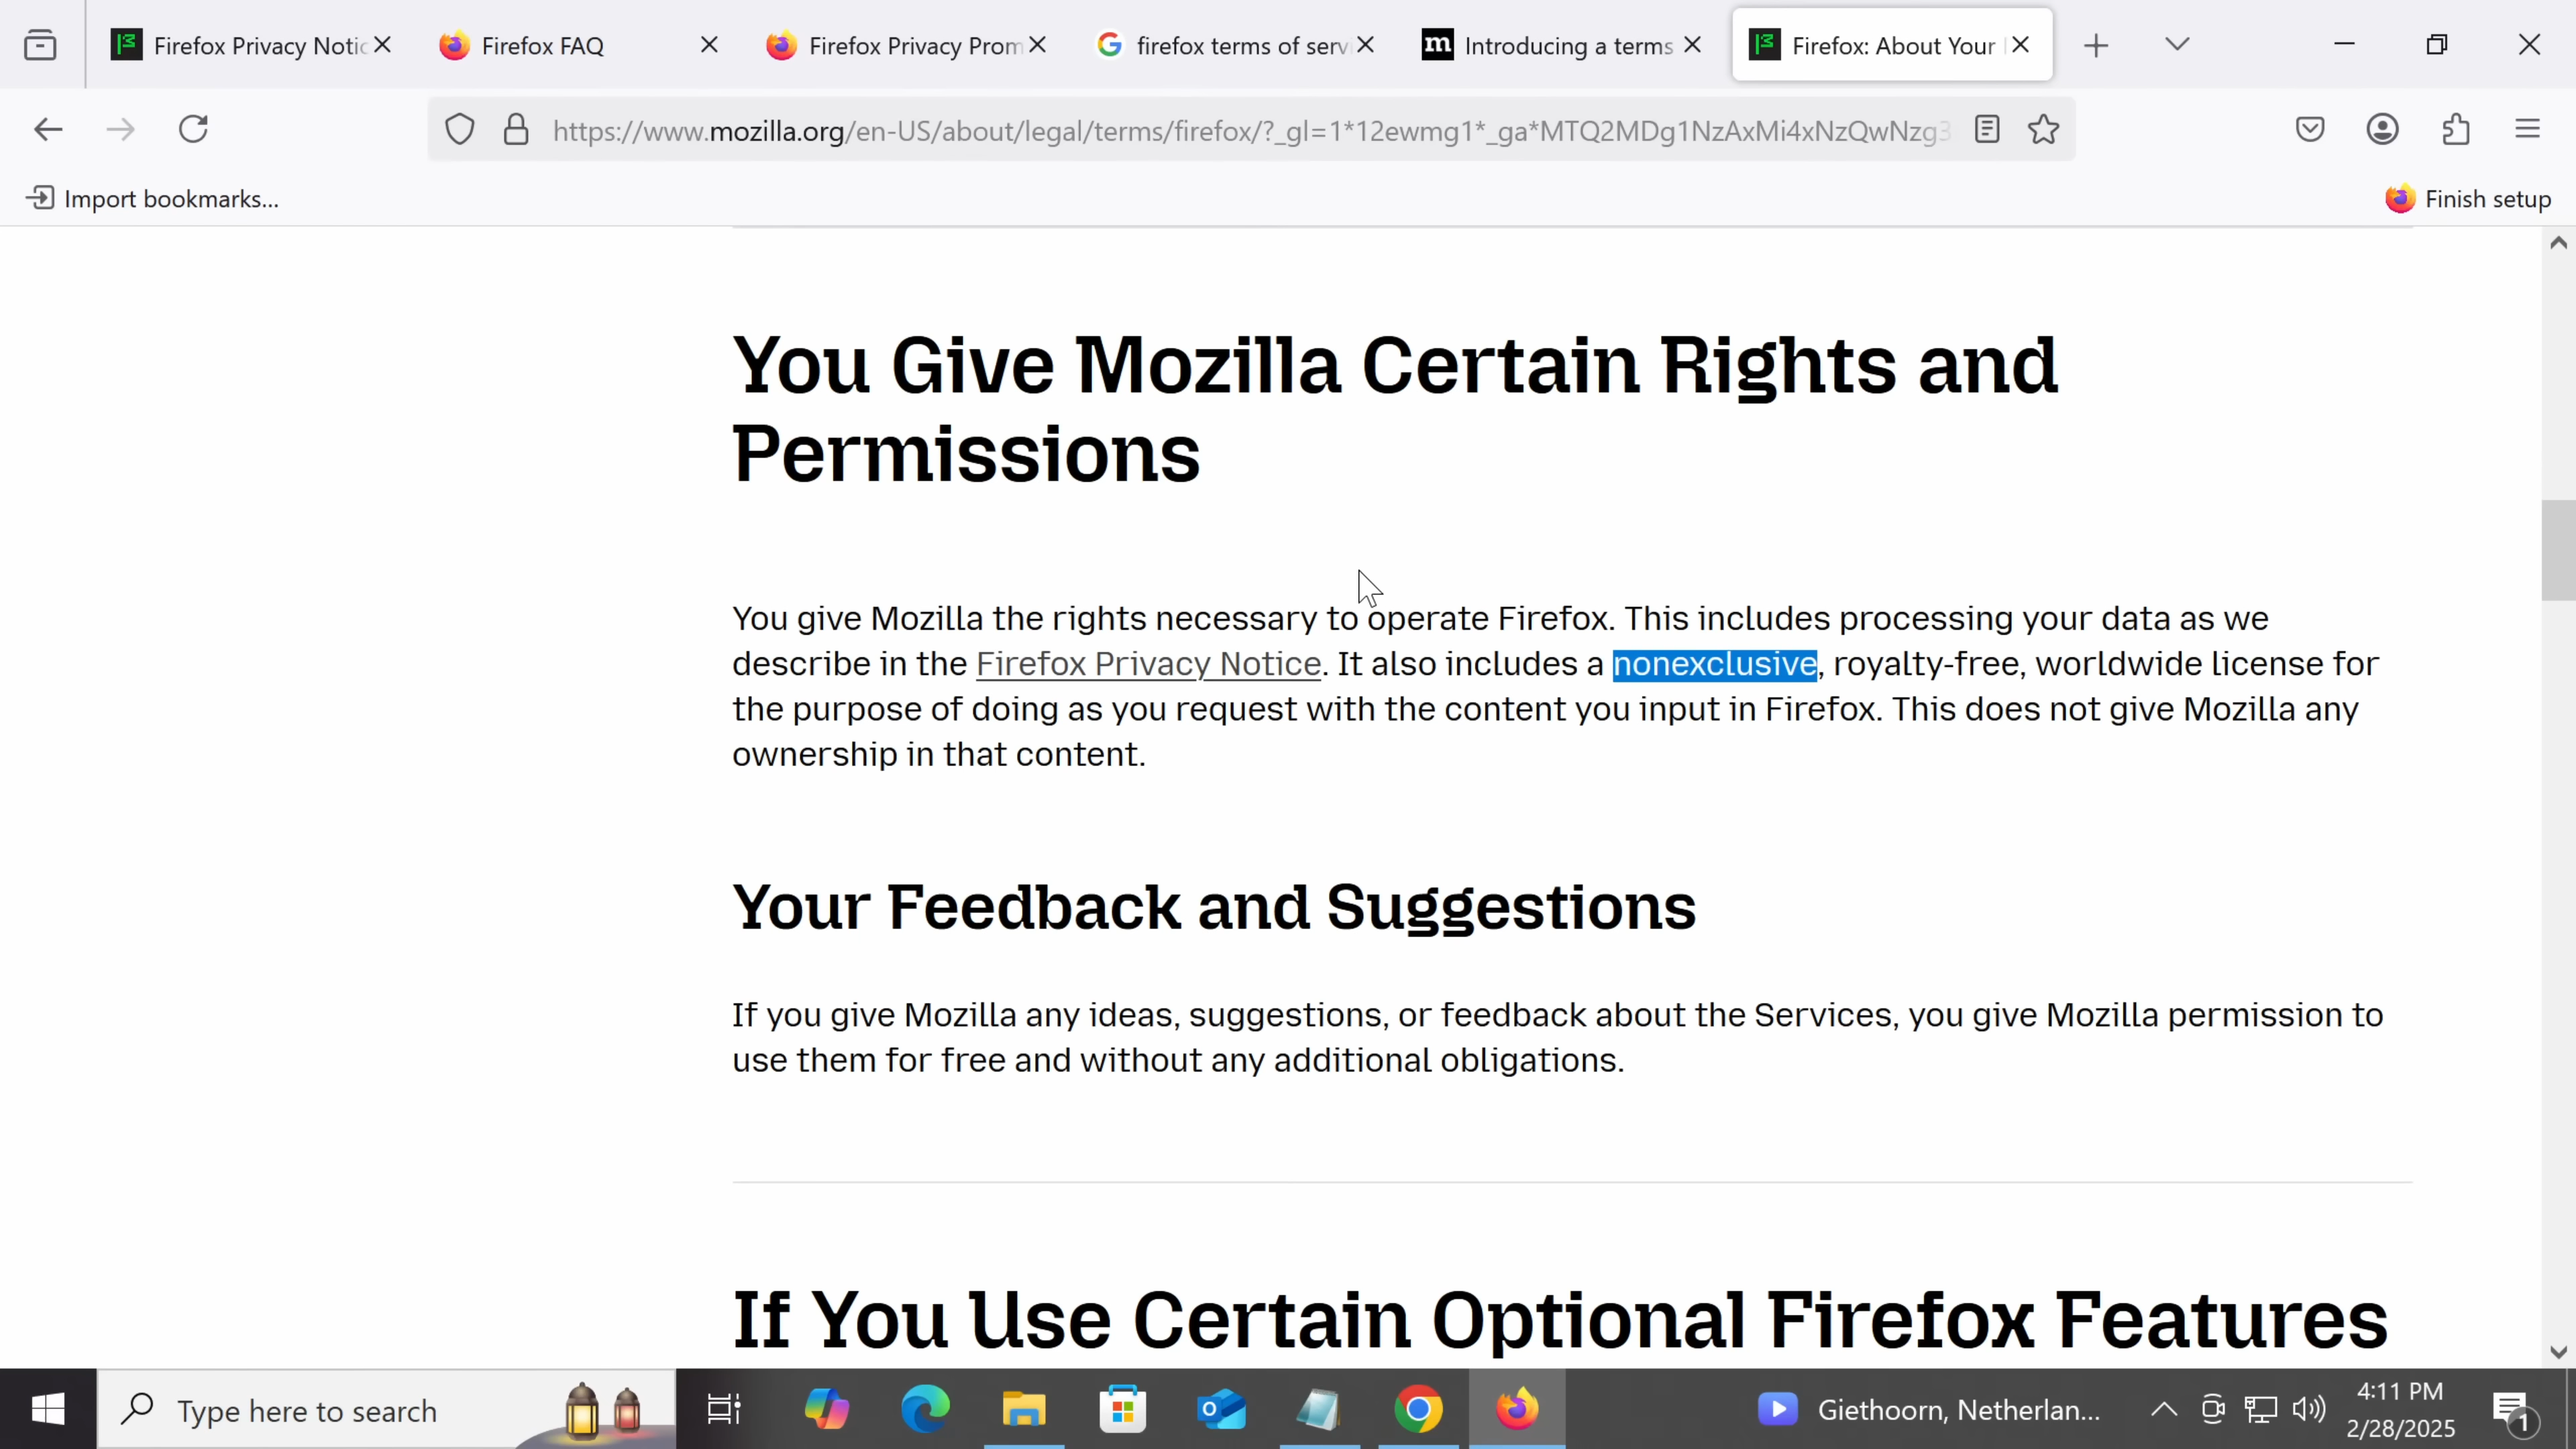 Firefox Privacy Notic
Firefox FAQ
Firefox Privacy Prom
firefox terms of servi
Introducing a terms
Firefox: About Your
https://www.mozilla.org/en-US/about/legal/terms/firefox/?_gl=1*12ewmg1*_ga*MTQ2MDg1NzAxMi4xNzQwNzg3
Import bookmarks...
Finish setup
You Give Mozilla Certain Rights and
Permissions
You give Mozilla the rights necessary to operate Firefox. This includes processing your data as we
describe in the Firefox Privacy Notice. It also includes a nonexclusive, royalty-free, worldwide license for
the purpose of doing as you request with the content you input in Firefox. This does not give Mozilla any
ownership in that content.
Your Feedback and Suggestions
If you give Mozilla any ideas, suggestions, or feedback about the Services, you give Mozilla permission to
use them for free and without any additional obligations.
If You Use Certain Optional Firefox Features
Type here to search
Giethoorn, Netherlan...
4:11 PM
2/28/2025
1